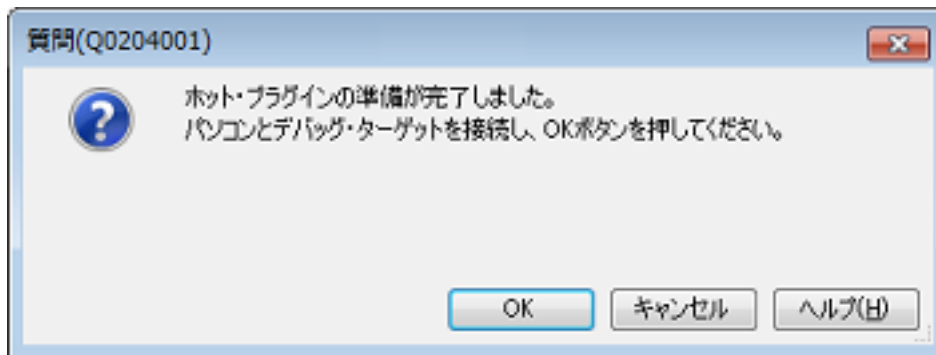 質問(Q0204001)
ホット・プラグインの準備が完了しました。
パソコンとデバッグ・ターゲットを接続し、OKボタンを押してください。
OK
キャンセル
ヘルプ(H)